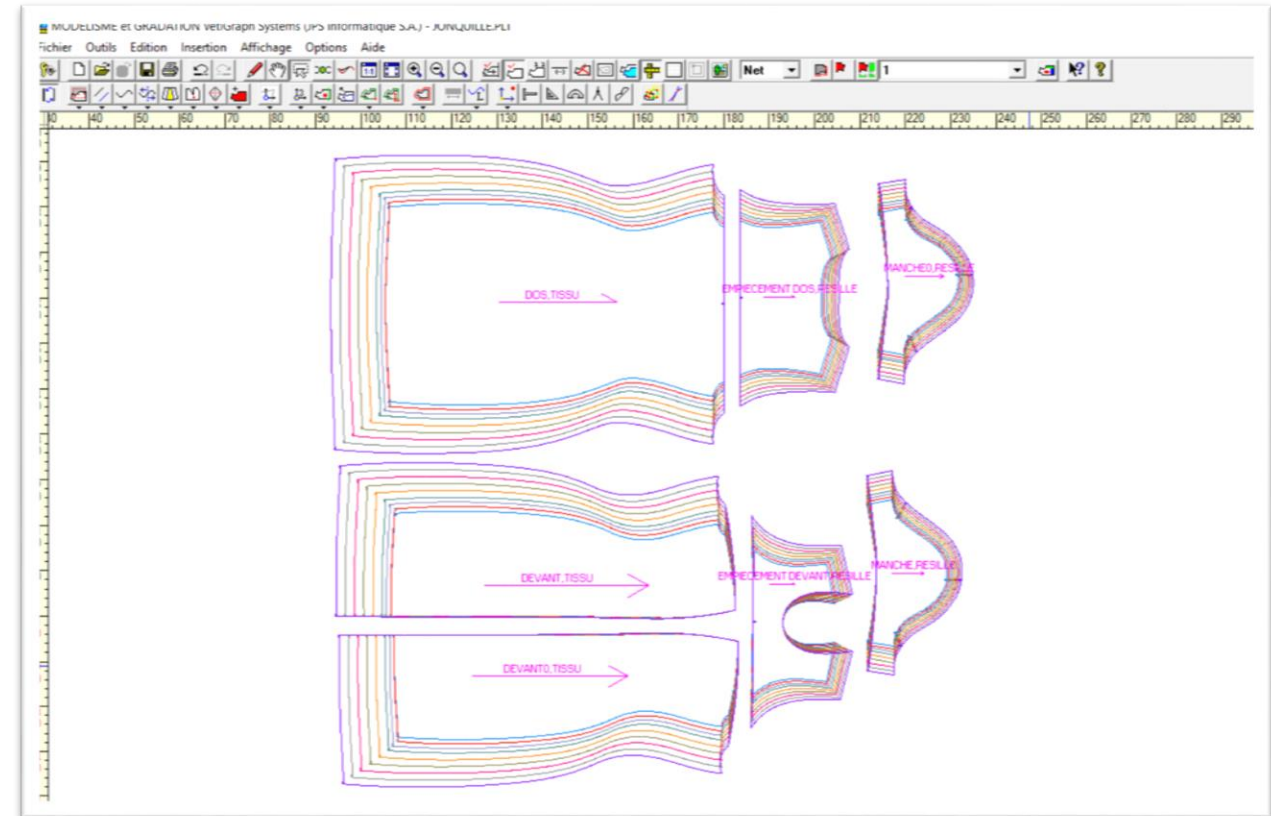 MODELISME et GRADATION VetiGraph Systems (JPS Informatique S.A.) - JONQUILLE.PLT
Fichier Outils Edition Insertion Affichage Options Aide
Net 1
40 50 60 70 80 90 100 110 120 130 140 150 160 170 180 190 200 210 220 230 240 250 260 270 280 290
DOS,TISSU
EMPIECEMENT DOS,RESILLE
MANCHE0,RESILLE
DEVANT,TISSU
EMPIECEMENT DEVANT,RESILLE
MANCHE,RESILLE
DEVANT0,TISSU